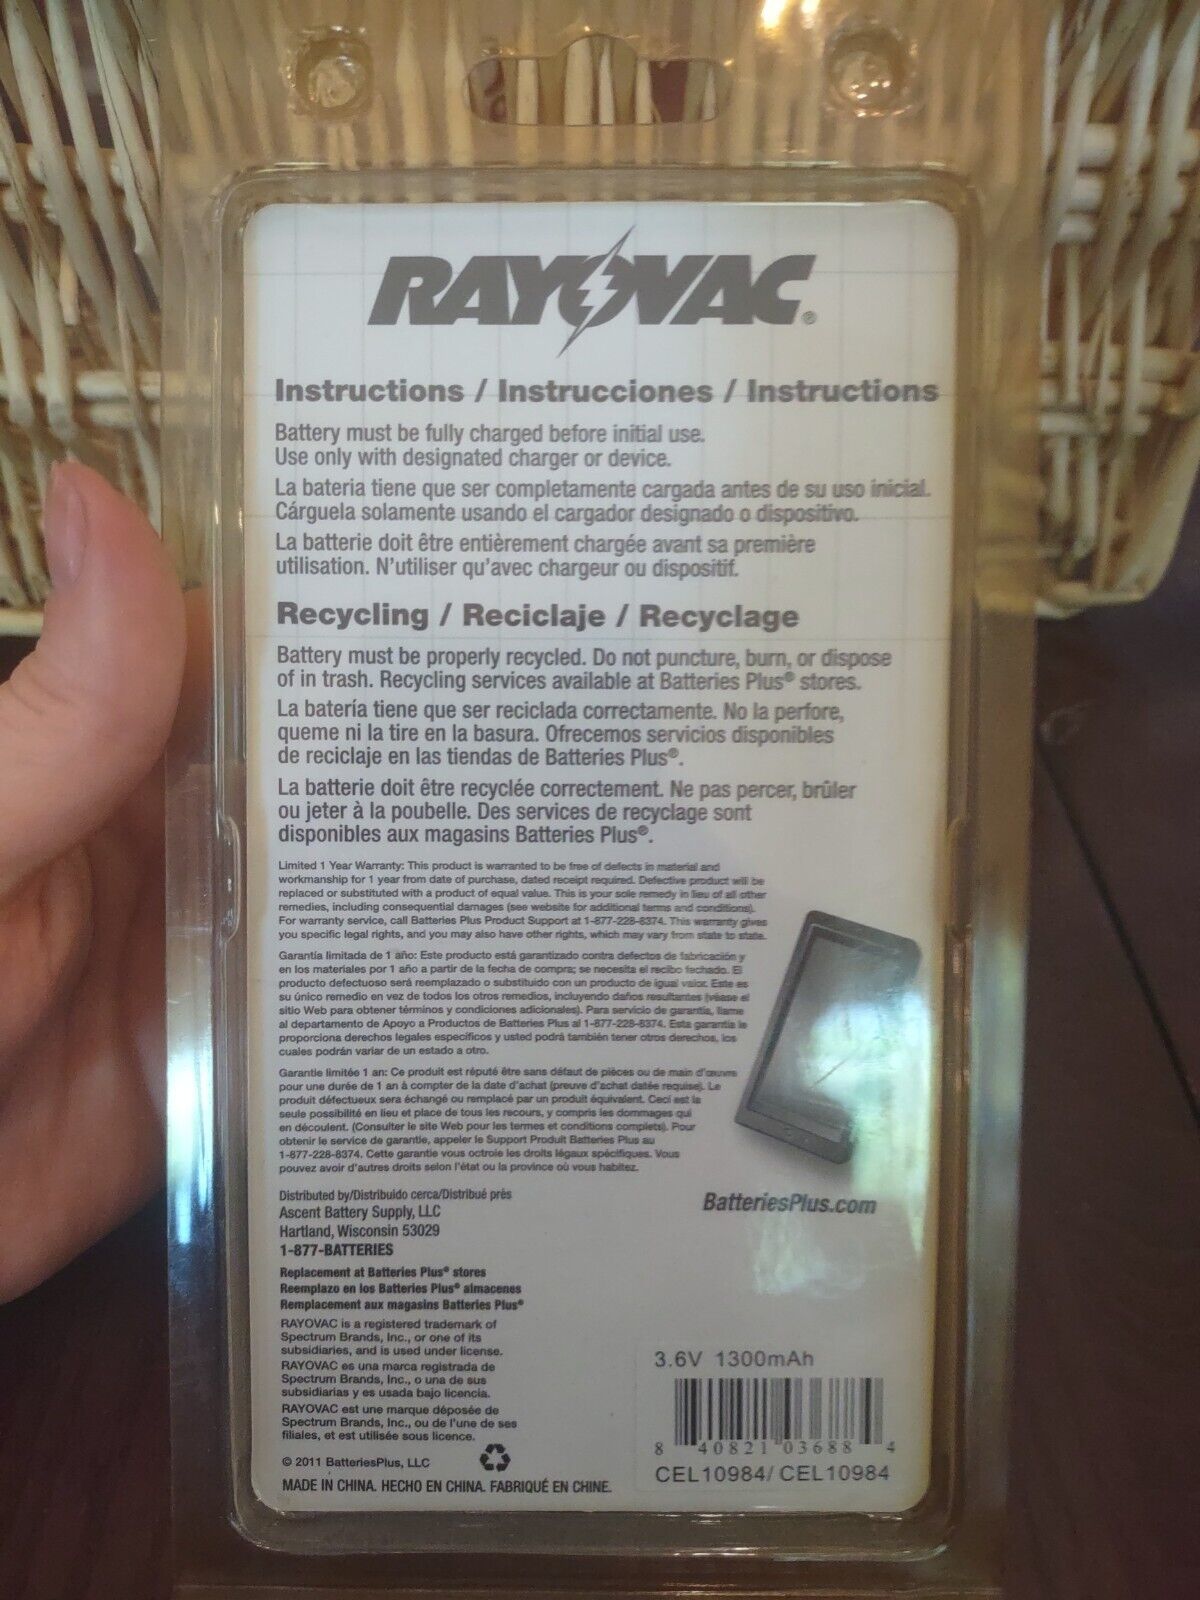 RAYOVAC®
Instructions / Instrucciones / Instructions
Battery must be fully charged before initial use.
Use only with designated charger or device.
La bateria tiene que ser completamente cargada antes de su uso inicial.
Cárguela solamente usando el cargador designado o dispositivo.
La batterie doit être entièrement chargée avant sa première
utilisation. N'utiliser qu'avec chargeur ou dispositif.
Recycling / Reciclaje / Recyclage
Battery must be properly recycled. Do not puncture, burn, or dispose
of in trash. Recycling services available at Batteries Plus® stores.
La batería tiene que ser reciclada correctamente. No la perfore,
queme ni la tire en la basura. Ofrecemos servicios disponibles
de reciclaje en las tiendas de Batteries Plus®.
La batterie doit être recyclée correctement. Ne pas percer, brûler
ou jeter à la poubelle. Des services de recyclage sont
disponibles aux magasins Batteries Plus®.
Limited 1 Year Warranty: This product is warranted to be free of defects in material and
workmanship for 1 year from date of purchase, dated receipt required. Defective product will be
replaced or substituted with a product of equal value. This is your sole remedy in lieu of all other
remedies, including consequential damages (see website for additional terms and conditions).
For warranty service, call Batteries Plus Product Support at 1-877-228-8374. This warranty gives
you specific legal rights, and you may also have other rights, which may vary from state to state.
Garantía limitada de 1 año: Este producto está garantizado contra defectos de fabricación y
en los materiales por 1 año a partir de la fecha de compra; se necesita el recibo fechado. El
producto defectuoso será reemplazado o substituido con un producto de igual valor. Este es
su único remedio en vez de todos los otros remedios, incluyendo daños resultantes (véase el
sitio Web para obtener términos y condiciones adicionales). Para servicio de garantía, llame
al departamento de Apoyo a Productos de Batteries Plus al 1-877-228-8374. Esta garantía le
proporciona derechos legales específicos y usted podrá también tener otros derechos, los
cuales podrán variar de un estado a otro.
Garantie limitée 1 an: Ce produit est réputé être sans défaut de pièces ou de main d'œuvre
pour une durée de 1 an à compter de la date d'achat (preuve d'achat datée requise). Le
produit défectueux sera échangé ou remplacé par un produit équivalent. Ceci est la
seule possibilité en lieu et place de tous les recours, y compris les dommages qui
en découlent. (Consulter le site Web pour les termes et conditions complets). Pour
obtenir le service de garantie, appeler le Support Produit Batteries Plus au
1-877-228-8374. Cette garantie vous octroie les droits légaux spécifiques. Vous
pouvez avoir d'autres droits selon l'état ou la province où vous habitez.
Distributed by/Distribuido cerca/Distribué près
Ascent Battery Supply, LLC
Hartland, Wisconsin 53029
1-877-BATTERIES
BatteriesPlus.com
Replacement at Batteries Plus® stores
Reemplazo en los Batteries Plus® almacenes
Remplacement aux magasins Batteries Plus®
RAYOVAC is a registered trademark of
Spectrum Brands, Inc., or one of its
subsidiaries, and is used under license.
RAYOVAC es una marca registrada de
Spectrum Brands, Inc., o una de sus
subsidiarias y es usada bajo licencia.
RAYOVAC est une marque déposée de
Spectrum Brands, Inc., ou de l'une de ses
filiales, et est utilisée sous licence.
© 2011 BatteriesPlus, LLC
MADE IN CHINA. HECHO EN CHINA. FABRIQUÉ EN CHINE.
3.6V 1300mAh
8 40821 03688 4
CEL10984/ CEL10984